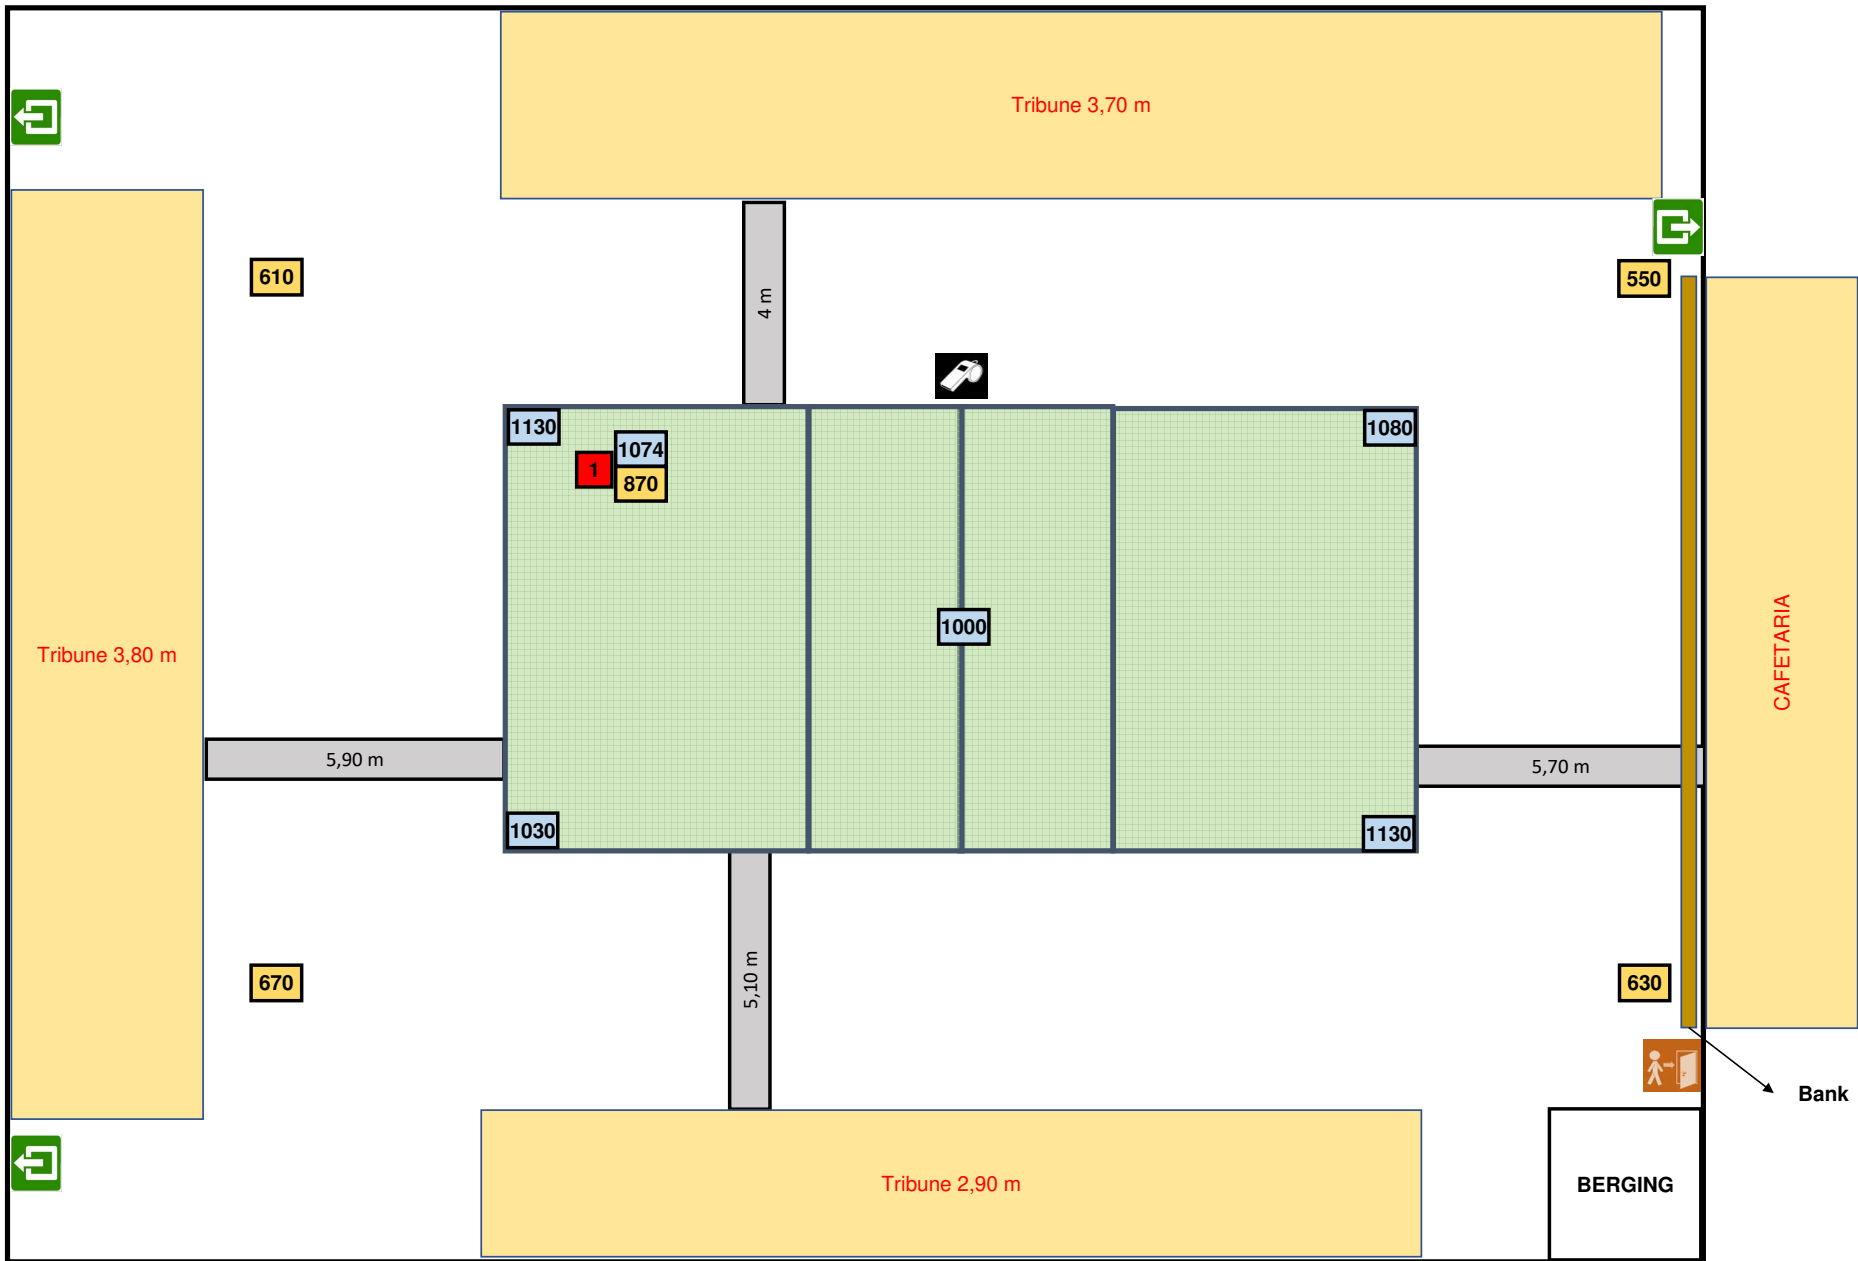 Tribune 3,70 m
610
550
4 m
1130
1080
1074
1
870
1000
Tribune 3,80 m
CAFETARIA
5,90 m
5,70 m
1030
1130
670
5,10 m
630
Bank
Tribune 2,90 m
BERGING